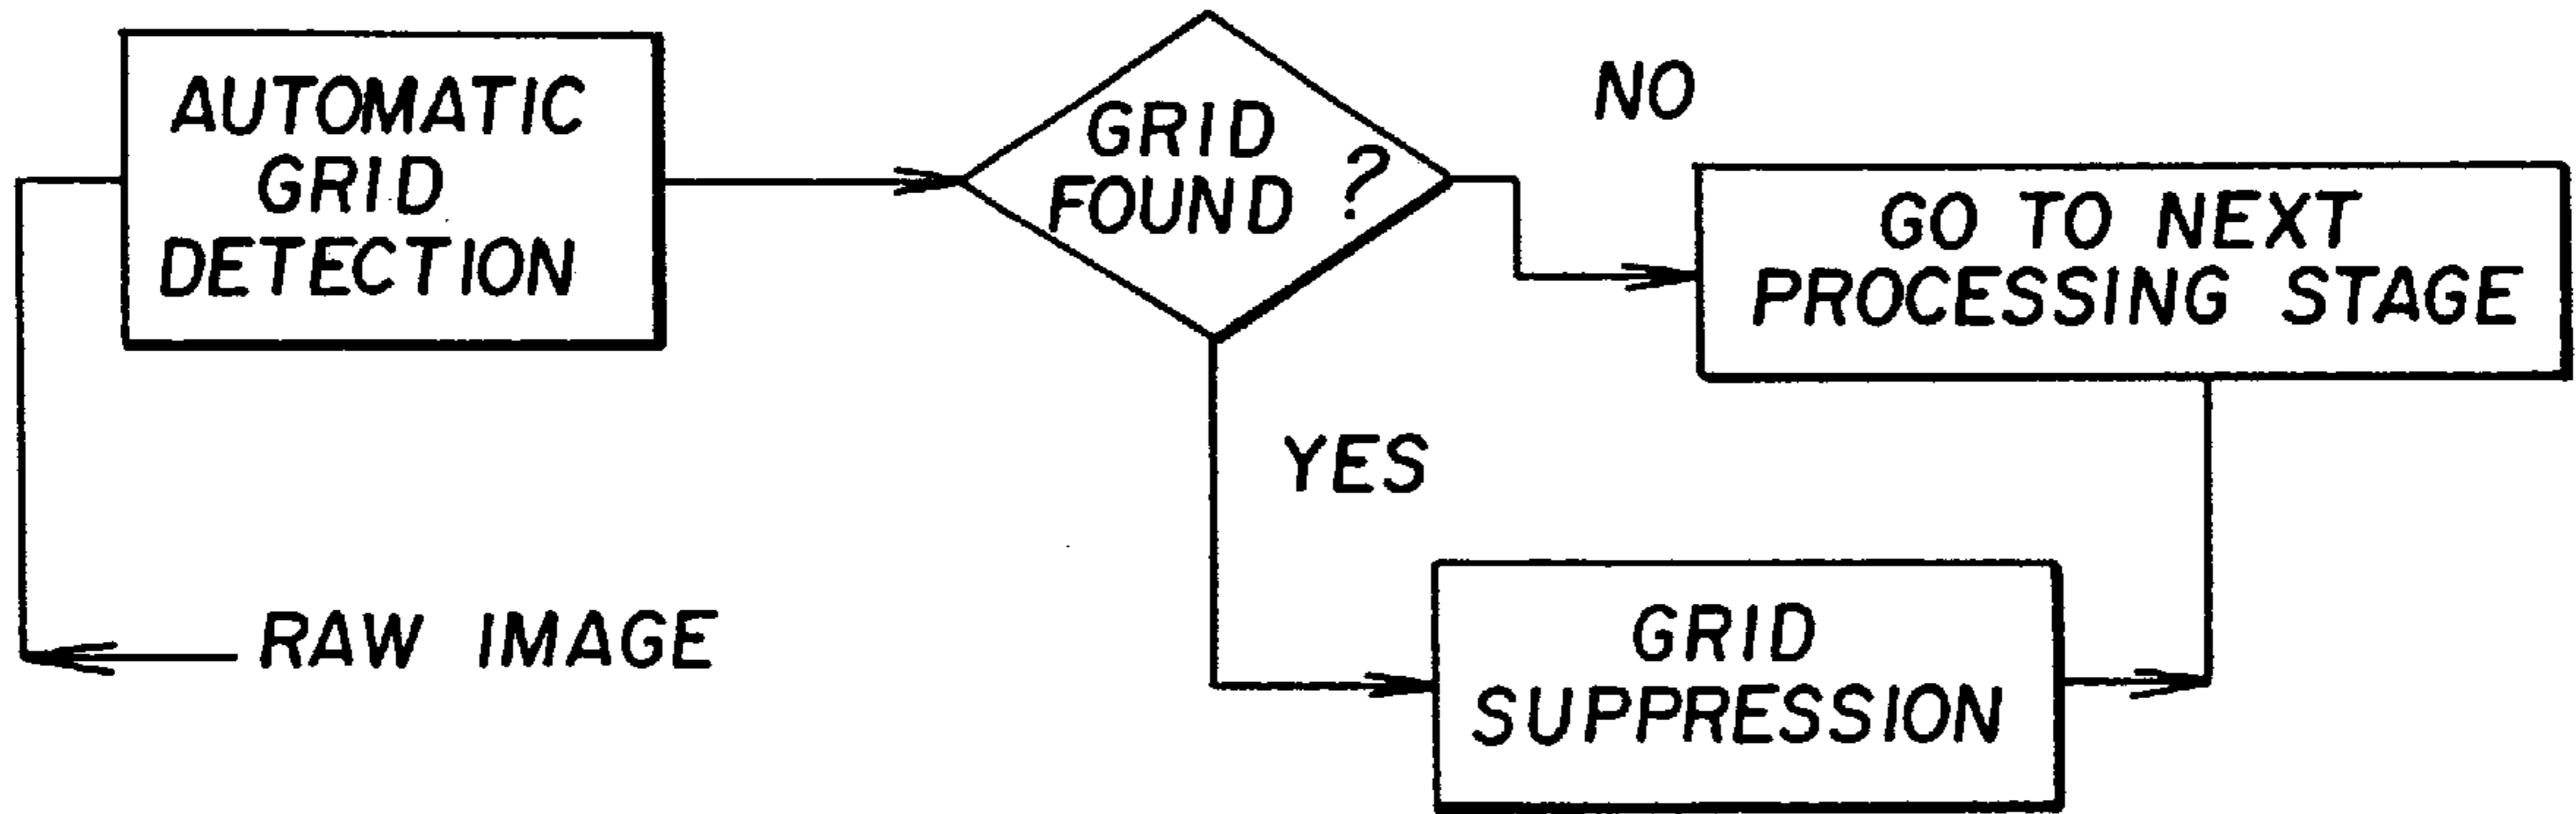 AUTOMATIC
GRID
DETECTION
GRID
FOUND ?
NO
GO TO NEXT
PROCESSING STAGE
YES
RAW IMAGE
GRID
SUPPRESSION